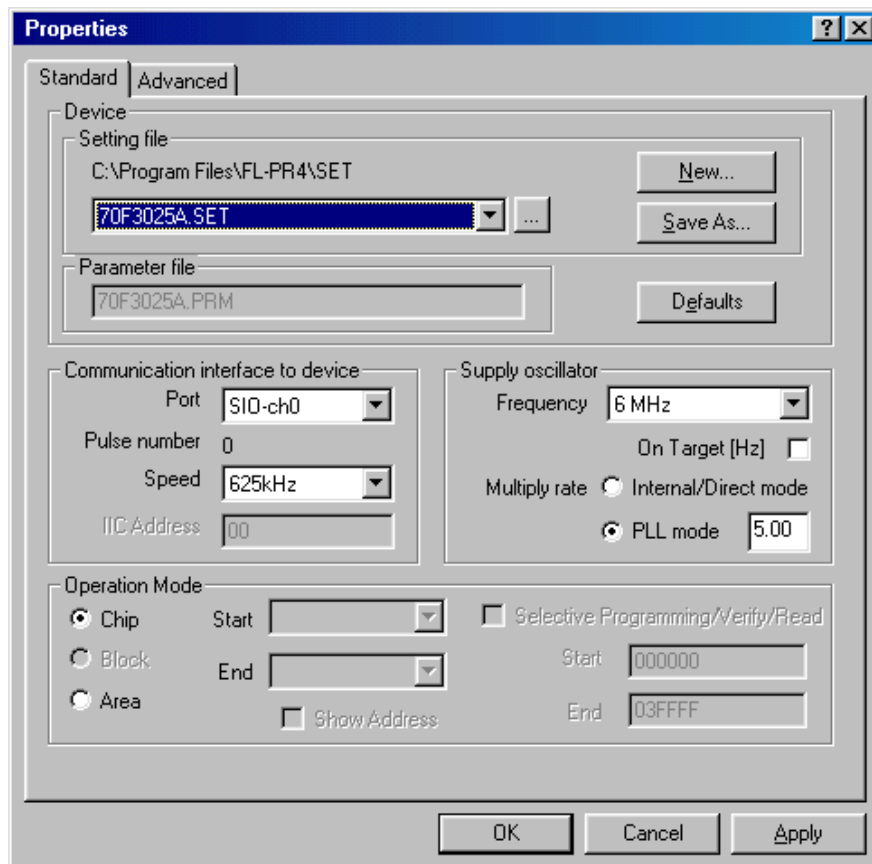 Properties
Standard Advanced
Device
Setting file
C:\Program Files\FL-PR4\SET
New...
70F3025A.SET ...
Save As...
Parameter file
70F3025A.PRM
Defaults
Communication interface to device
Port SIO-ch0
Pulse number 0
Speed 625kHz
IIC Address 00
Supply oscillator
Frequency 6 MHz
On Target [Hz]
Multiply rate Internal/Direct mode
PLL mode 5.00
Operation Mode
Chip Start
Block End
Area
Show Address
Selective Programming/Verify/Read
Start 000000
End 03FFFF
OK Cancel Apply